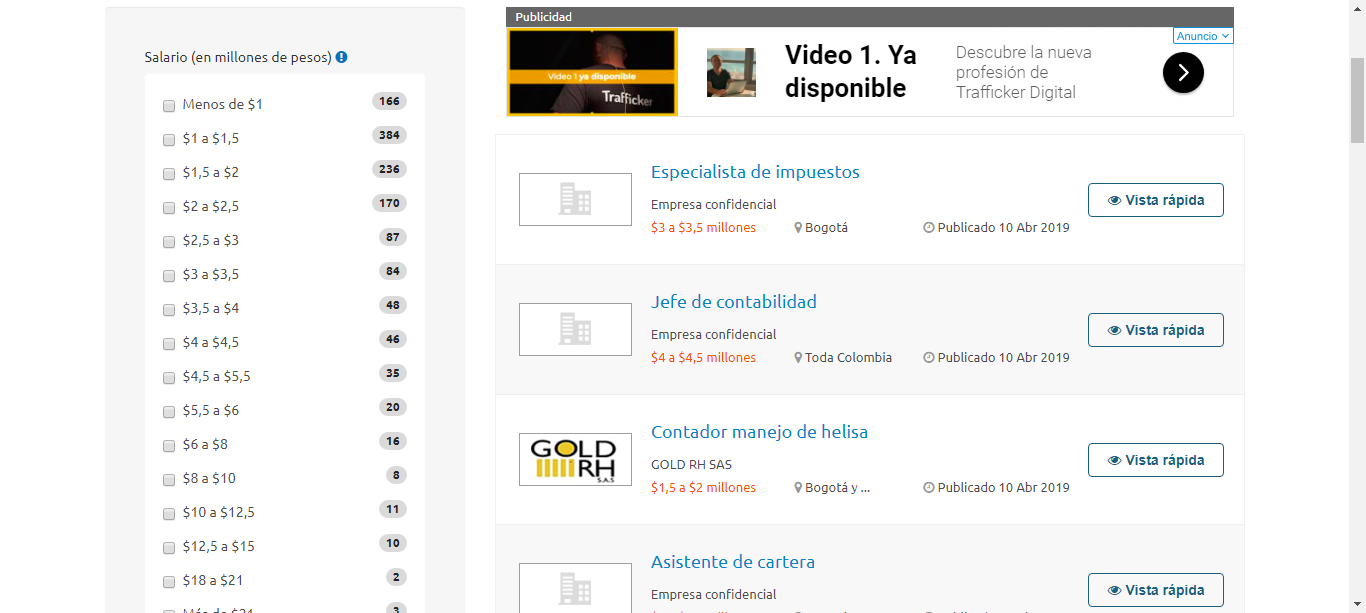 Salario (en millones de pesos)
Menos de $1 166
$1 a $1,5 384
$1,5 a $2 236
$2 a $2,5 170
$2,5 a $3 87
$3 a $3,5 84
$3,5 a $4 48
$4 a $4,5 46
$4,5 a $5,5 35
$5,5 a $6 20
$6 a $8 16
$8 a $10 8
$10 a $12,5 11
$12,5 a $15 10
$18 a $21 2
Más de $21 3
Publicidad
Anuncio
Video 1 ya disponible
Trafficker
Video 1. Ya
disponible
Descubre la nueva
profesión de
Trafficker Digital
Especialista de impuestos
Empresa confidencial
$3 a $3,5 millones Bogotá Publicado 10 Abr 2019
Vista rápida
Jefe de contabilidad
Empresa confidencial
$4 a $4,5 millones Toda Colombia Publicado 10 Abr 2019
Vista rápida
GOLD
RH
S.A.S
Contador manejo de helisa
GOLD RH SAS
$1,5 a $2 millones Bogotá y ... Publicado 10 Abr 2019
Vista rápida
Asistente de cartera
Empresa confidencial
Vista rápida